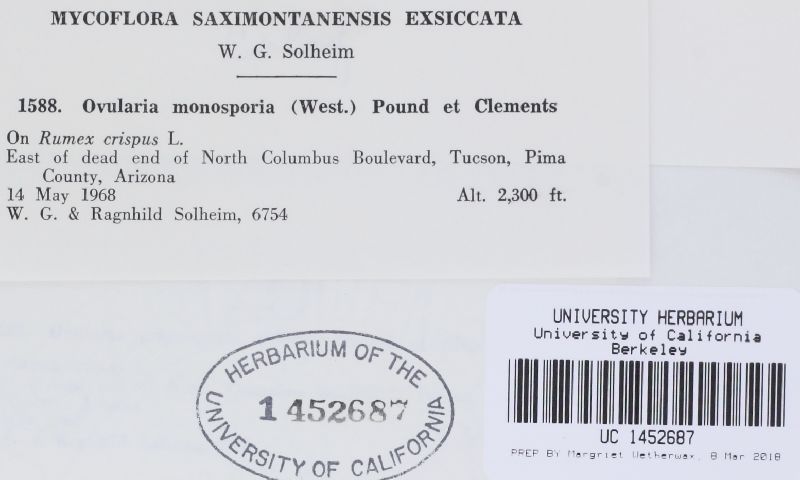 MYCOFLORA SAXIMONTANENSIS EXSICCATA
W. G. Solheim
1588. Ovularia monosporia (West.) Pound et Clements
On Rumex crispus L.
East of dead end of North Columbus Boulevard, Tucson, Pima
County, Arizona
14 May 1968 Alt. 2,300 ft.
W. G. & Ragnhild Solheim, 6754
HERBARIUM OF THE
1452687
UNIVERSITY OF CALIFORNIA
UNIVERSITY HERBARIUM
University of California
Berkeley
UC 1452687
PREP BY Margriet Wetherwax, 8 Mar 2018